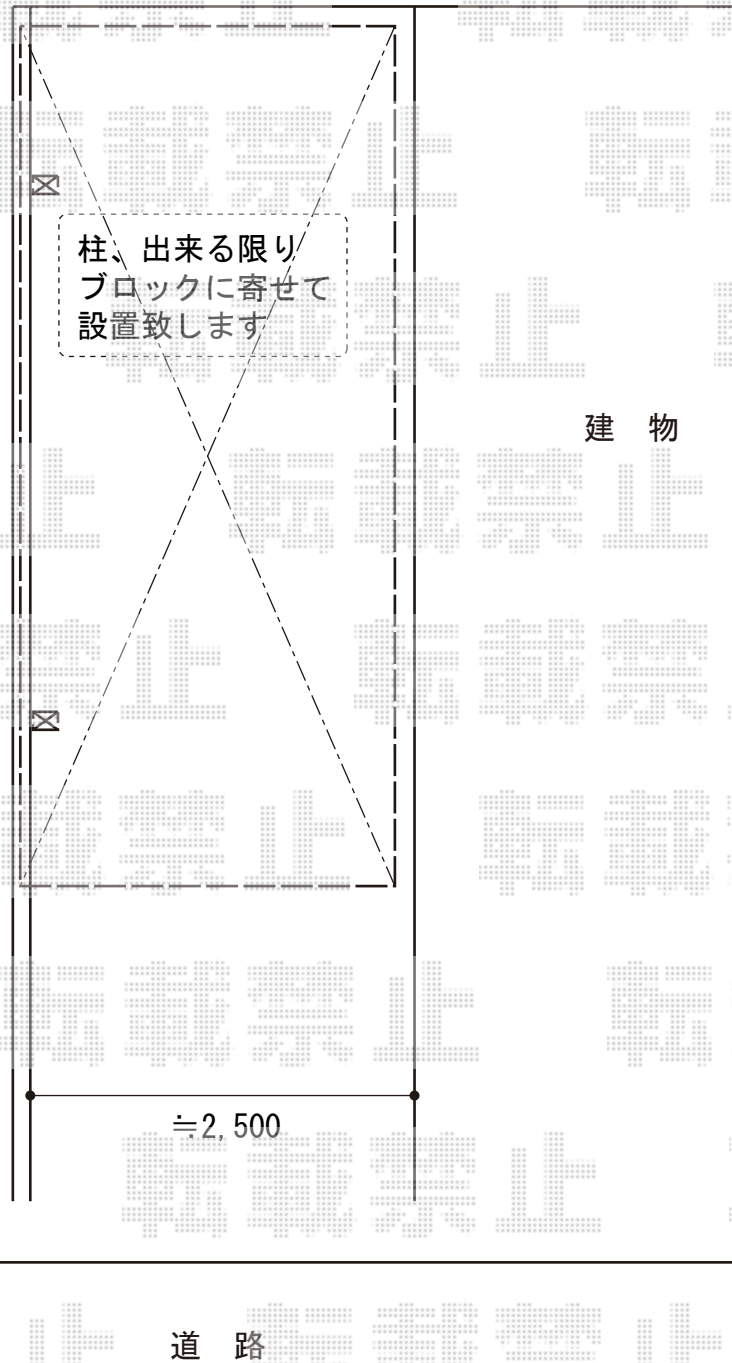 柱、出来る限り
ブロックに寄せて
設置致します
建 物
≒2,500
道 路
転載禁止